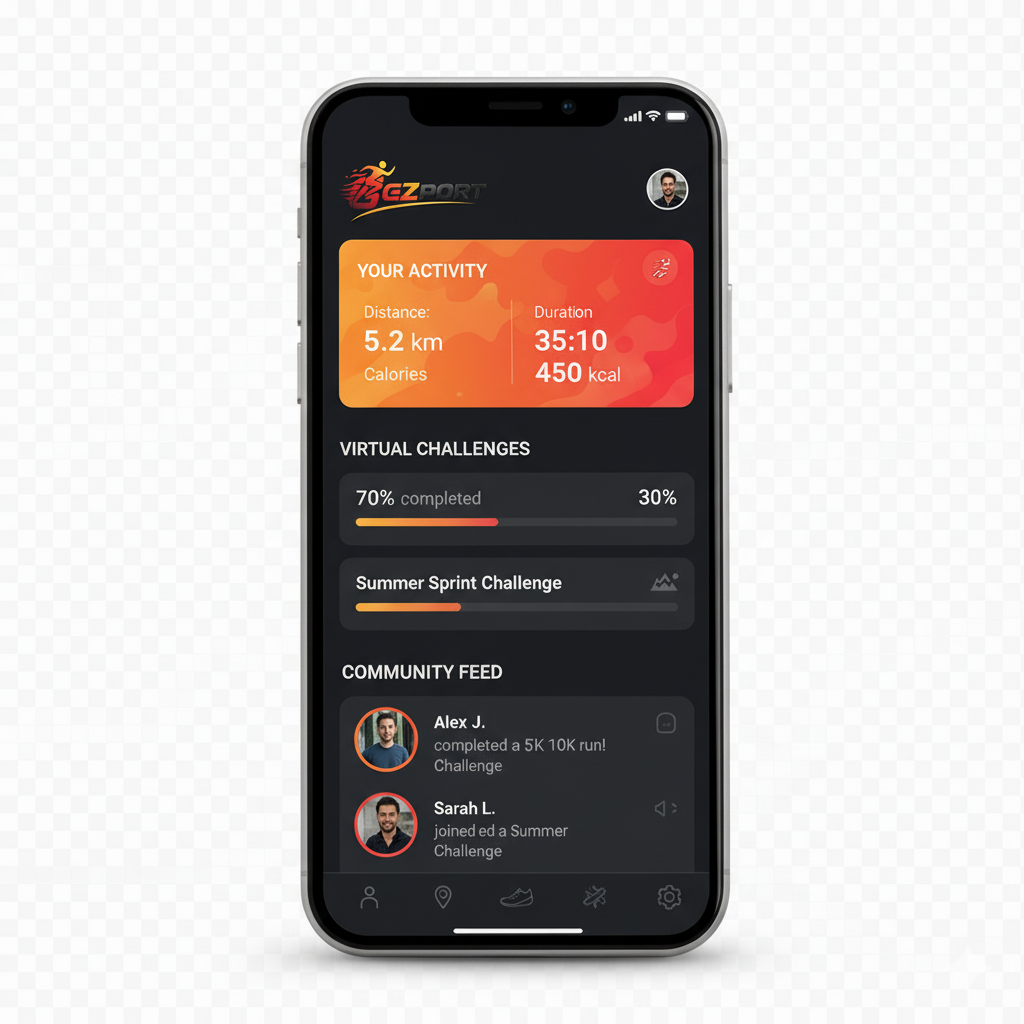 GZPORT
YOUR ACTIVITY
Distance:
5.2 km
Calories
Duration
35:10
450 kcal
VIRTUAL CHALLENGES
70% completed
30%
Summer Sprint Challenge
COMMUNITY FEED
Alex J.
completed a 5K 10K run!
Challenge
Sarah L.
joined ed a Summer
Challenge